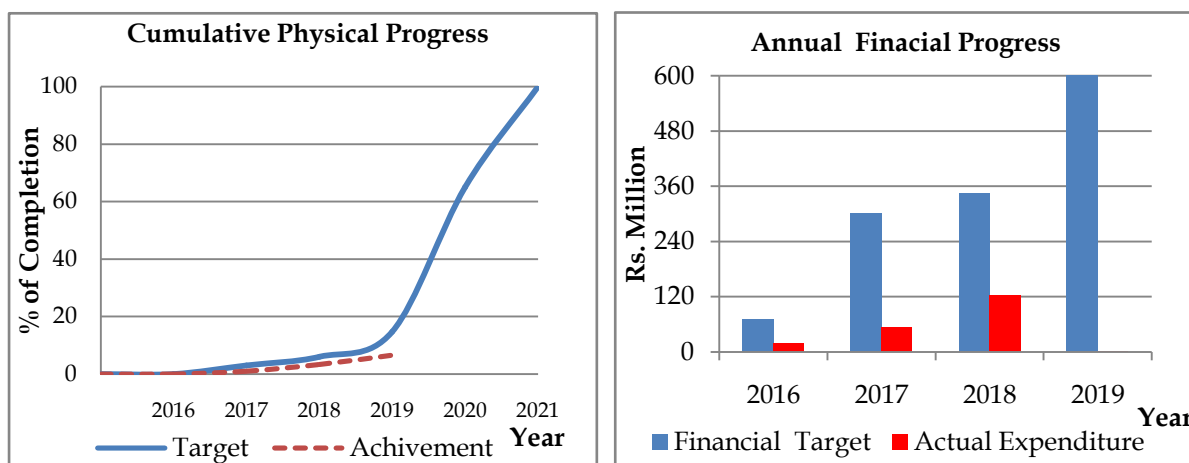 Cumulative Physical Progress
% of Completion
100
80
60
40
20
0
2016 2017 2018 2019 2020 2021
Year
Target Achivement
Annual Finacial Progress
Rs. Million
600
480
360
240
120
0
2016 2017 2018 2019
Year
Financial Target Actual Expenditure